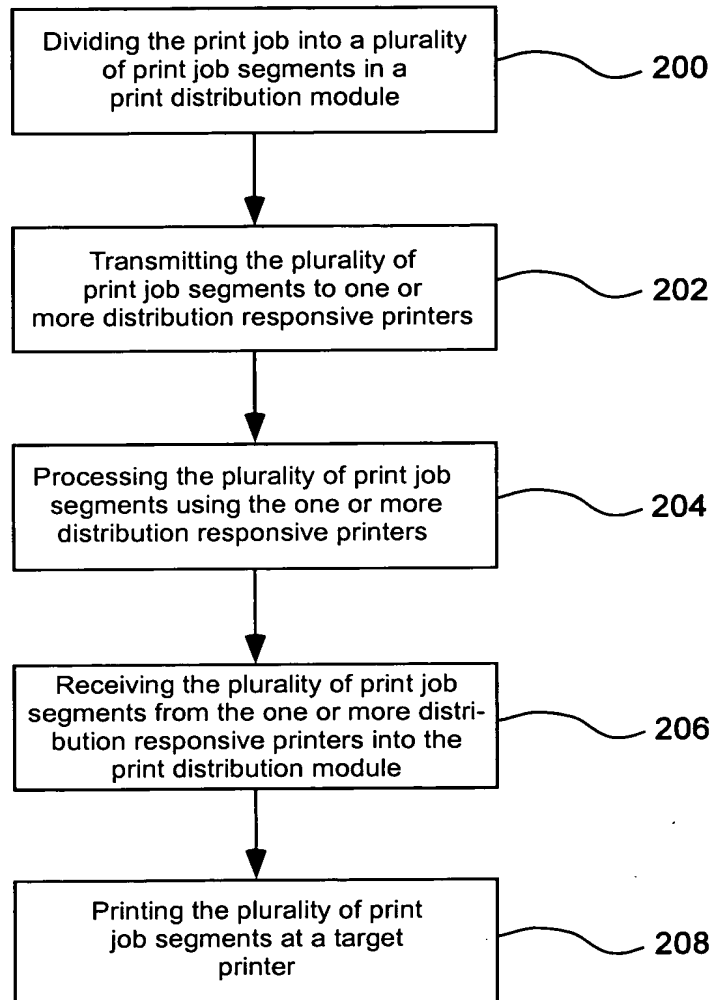 Dividing the print job into a plurality
of print job segments in a
print distribution module
200
Transmitting the plurality of
print job segments to one or
more distribution responsive printers
202
Processing the plurality of print job
segments using the one or more
distribution responsive printers
204
Receiving the plurality of print job
segments from the one or more distri-
bution responsive printers into the
print distribution module
206
Printing the plurality of print
job segments at a target
printer
208